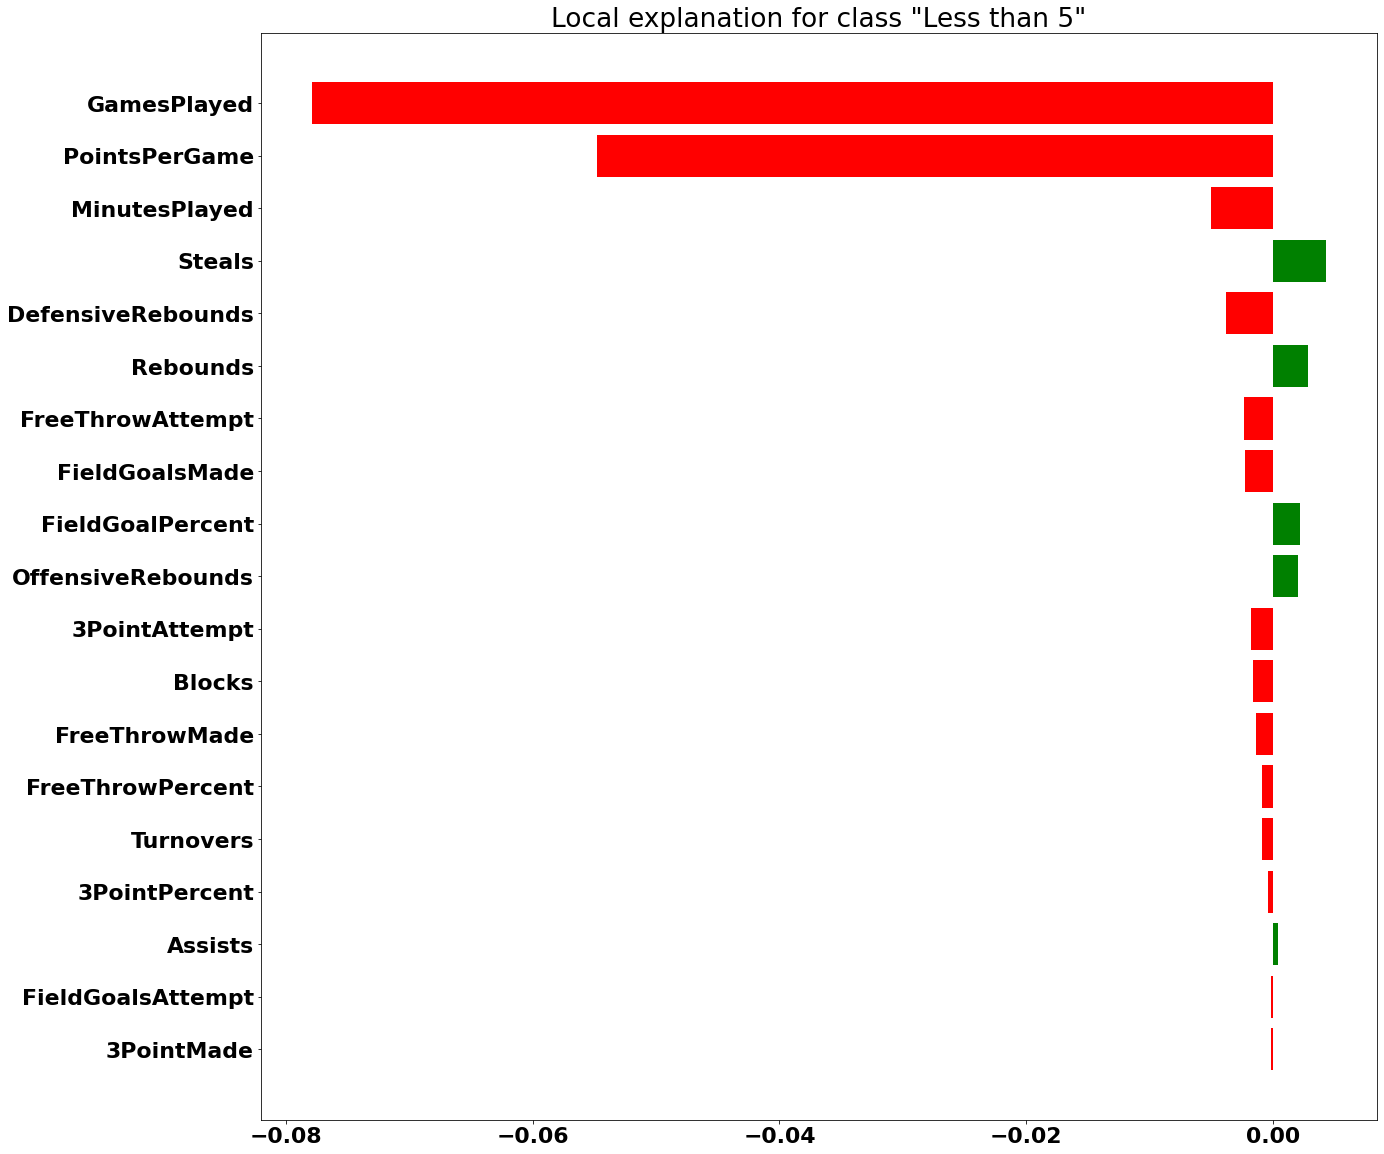 Local explanation for class "Less than 5"
GamesPlayed
PointsPerGame
MinutesPlayed
Steals
DefensiveRebounds
Rebounds
FreeThrowAttempt
FieldGoalsMade
FieldGoalPercent
OffensiveRebounds
3PointAttempt
Blocks
FreeThrowMade
FreeThrowPercent
Turnovers
3PointPercent
Assists
FieldGoalsAttempt
3PointMade
−0.08 −0.06 −0.04 −0.02 0.00